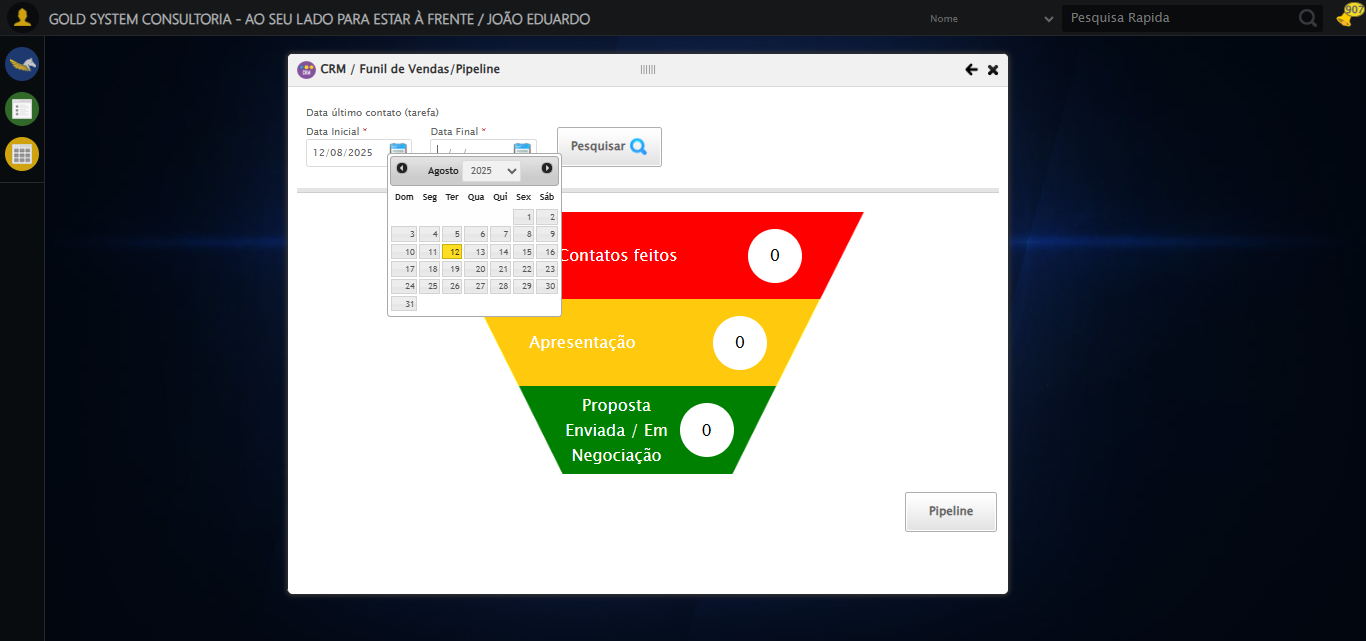 GOLD SYSTEM CONSULTORIA - AO SEU LADO PARA ESTAR À FRENTE / JOÃO EDUARDO
Nome
Pesquisa Rapida
907
CRM / Funil de Vendas/Pipeline
Data último contato (tarefa)
Data Inicial *
Data Final *
12/08/2025
/ /
Pesquisar
Agosto 2025
Dom Seg Ter Qua Qui Sex Sáb
1 2
3 4 5 6 7 8 9
10 11 12 13 14 15 16
17 18 19 20 21 22 23
24 25 26 27 28 29 30
31
Contatos feitos 0
Apresentação 0
Proposta
Enviada / Em 0
Negociação
Pipeline